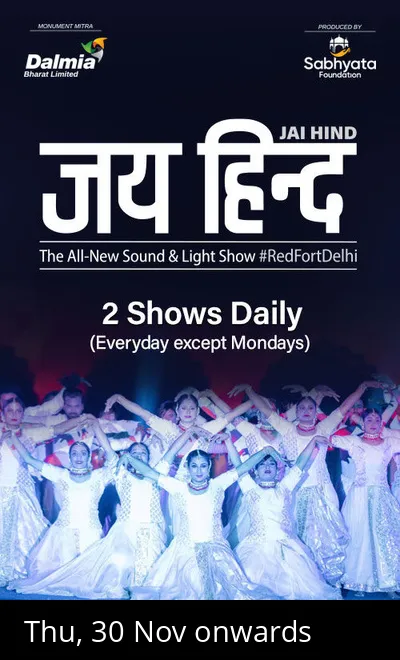 MONUMENT MITRA
Dalmia
Bharat Limited
PRODUCED BY
Sabhyata
Foundation
JAI HIND
जय हिन्द
The All-New Sound & Light Show #RedFortDelhi
2 Shows Daily
(Everyday except Mondays)
Thu, 30 Nov onwards